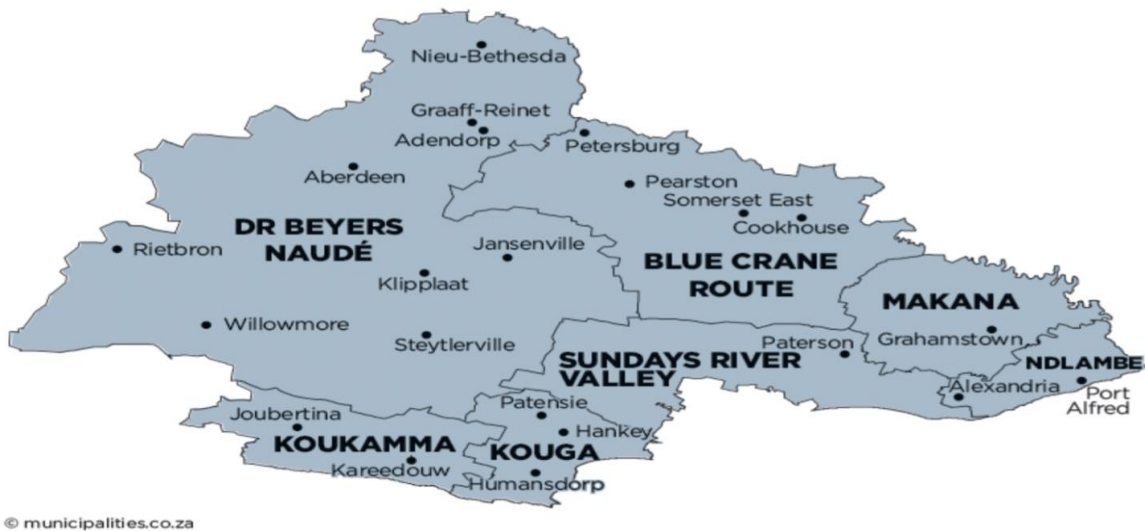 Nieu-Bethesda
Graaff-Reinet
Adendorp
Petersburg
Aberdeen
Pearston
Somerset East
Cookhouse
DR BEYERS
NAUDÉ
Rietbron
Jansenville
BLUE CRANE
ROUTE
Klipplaat
MAKANA
Willowmore
Grahamstown
Steytlerville
Paterson
SUNDAYS RIVER
VALLEY
NDLAMBE
Alexandria
Port
Alfred
Patensie
Joubertina
Hankey
KOUKAMMA
KOUGA
Kareedouw
Humansdorp
© municipalities.co.za